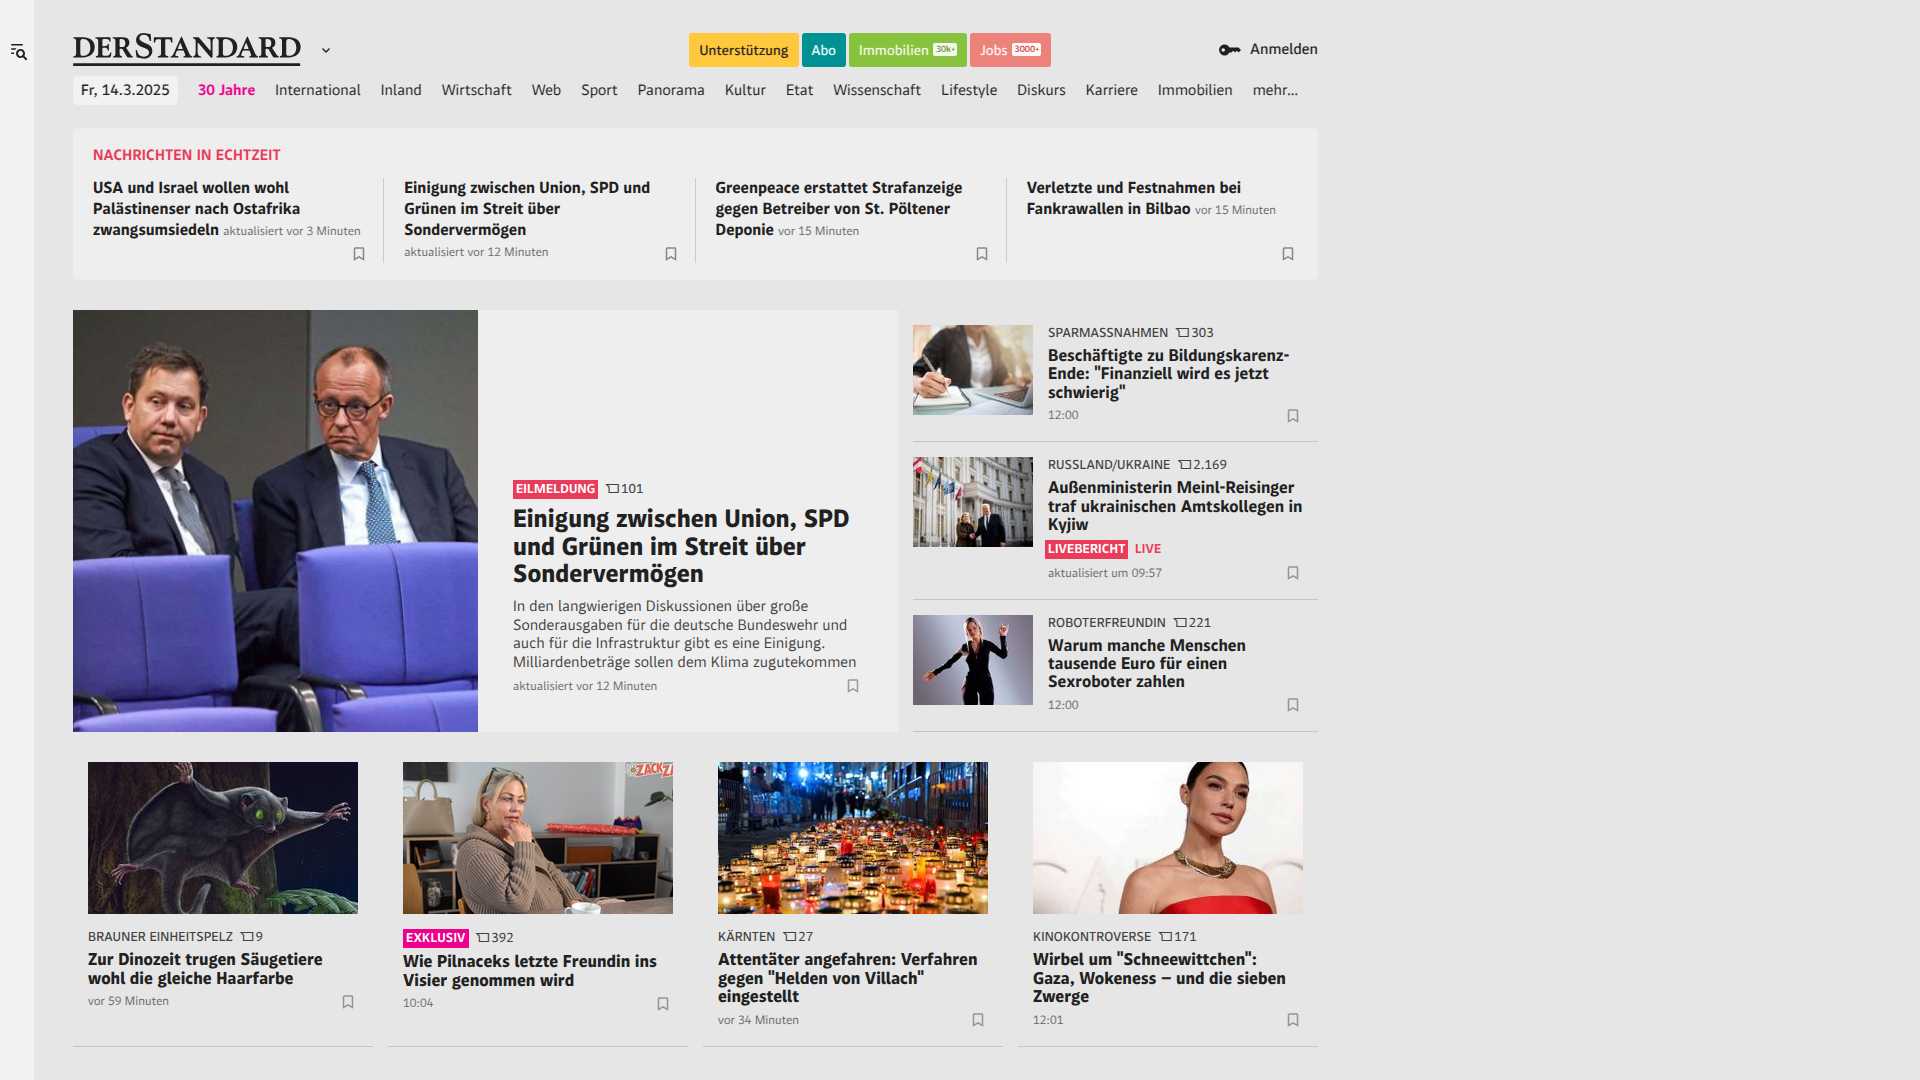 DERSTANDARD
Unterstützung
Abo
Immobilien 30k+
Jobs 3000+
Anmelden
Fr, 14.3.2025
30 Jahre
International
Inland
Wirtschaft
Web
Sport
Panorama
Kultur
Etat
Wissenschaft
Lifestyle
Diskurs
Karriere
Immobilien
mehr...
NACHRICHTEN IN ECHTZEIT
USA und Israel wollen wohl
Palästinenser nach Ostafrika
zwangsumsiedeln aktualisiert vor 3 Minuten
Einigung zwischen Union, SPD und
Grünen im Streit über
Sondervermögen
aktualisiert vor 12 Minuten
Greenpeace erstattet Strafanzeige
gegen Betreiber von St. Pöltener
Deponie vor 15 Minuten
Verletzte und Festnahmen bei
Fankrawallen in Bilbao vor 15 Minuten
EILMELDUNG 101
Einigung zwischen Union, SPD
und Grünen im Streit über
Sondervermögen
In den langwierigen Diskussionen über große
Sonderausgaben für die deutsche Bundeswehr und
auch für die Infrastruktur gibt es eine Einigung.
Milliardenbeträge sollen dem Klima zugutekommen
aktualisiert vor 12 Minuten
SPARMASSNAHMEN 303
Beschäftigte zu Bildungskarenz-
Ende: "Finanziell wird es jetzt
schwierig"
12:00
RUSSLAND/UKRAINE 2.169
Außenministerin Meinl-Reisinger
traf ukrainischen Amtskollegen in
Kyjiw
LIVEBERICHT LIVE
aktualisiert um 09:57
ROBOTERFREUNDIN 221
Warum manche Menschen
tausende Euro für einen
Sexroboter zahlen
12:00
BRAUNER EINHEITSPELZ 9
Zur Dinozeit trugen Säugetiere
wohl die gleiche Haarfarbe
vor 59 Minuten
ZACK ZA
EXKLUSIV 392
Wie Pilnaceks letzte Freundin ins
Visier genommen wird
10:04
KÄRNTEN 27
Attentäter angefahren: Verfahren
gegen "Helden von Villach"
eingestellt
vor 34 Minuten
KINOKONTROVERSE 171
Wirbel um "Schneewittchen":
Gaza, Wokeness – und die sieben
Zwerge
12:01